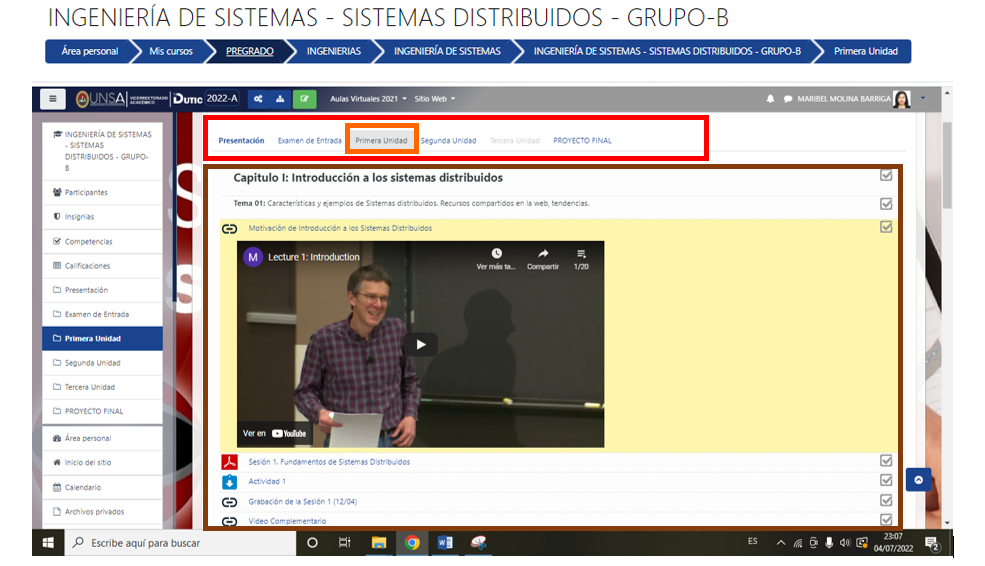 INGENIERÍA DE SISTEMAS - SISTEMAS DISTRIBUIDOS - GRUPO-B
Área personal Mis cursos PREGRADO INGENIERIAS INGENIERÍA DE SISTEMAS INGENIERÍA DE SISTEMAS - SISTEMAS DISTRIBUIDOS - GRUPO-B Primera Unidad
UNSA VICERRECTORADO ACADÉMICO DUTIC 2022-A Aulas Virtuales 2021 Sitio Web MARIBEL MOLINA BARRIGA
INGENIERÍA DE SISTEMAS
- SISTEMAS
DISTRIBUIDOS - GRUPO-
B
Participantes
Insignias
Competencias
Calificaciones
Presentación
Examen de Entrada
Primera Unidad
Segunda Unidad
Tercera Unidad
PROYECTO FINAL
Área personal
Inicio del sitio
Calendario
Archivos privados
Presentación Examen de Entrada Primera Unidad Segunda Unidad Tercera Unidad PROYECTO FINAL
Capitulo I: Introducción a los sistemas distribuidos
Tema 01: Características y ejemplos de Sistemas distribuidos. Recursos compartidos en la web, tendencias.
Motivación de Introducción a los Sistemas Distribuidos
M Lecture 1: Introduction
Ver más ta... Compartir 1/20
Ver en YouTube
Sesión 1. Fundamentos de Sistemas Distribuidos
Actividad 1
Grabación de la Sesión 1 (12/04)
Video Complementario
Escribe aquí para buscar
ES
23:07
04/07/2022
2